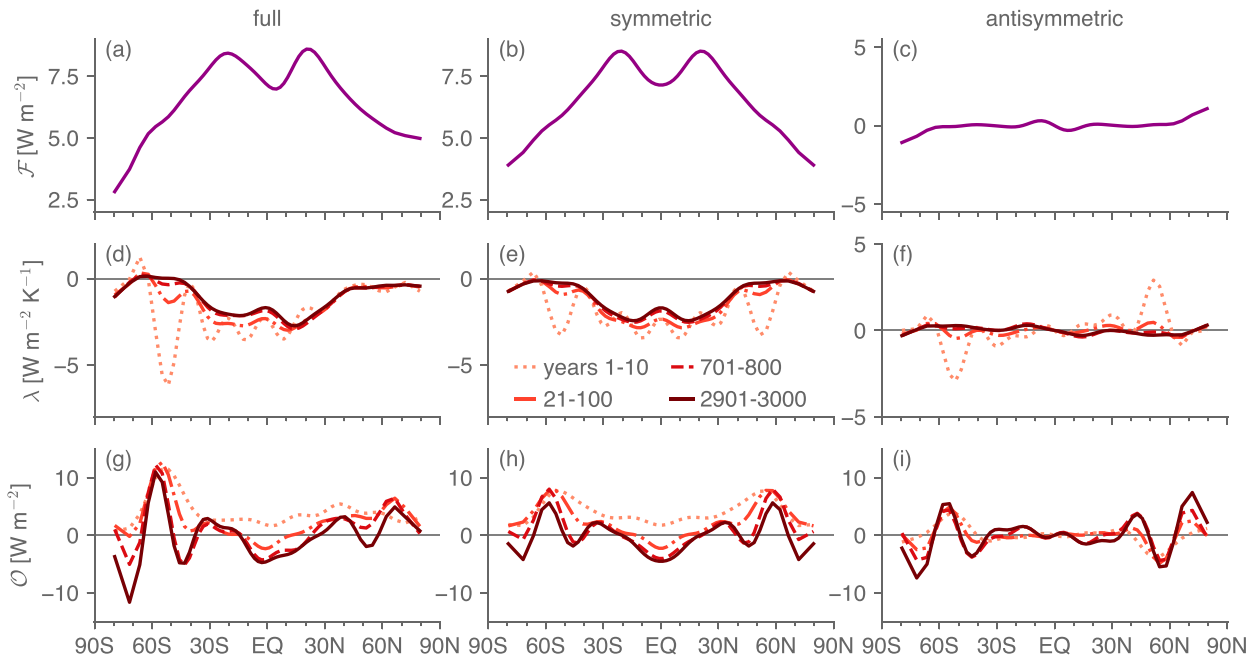 full symmetric antisymmetric
(a) (b) (c)
ℱ [W m⁻²]
7.5
5.0
2.5
7.5
5.0
2.5
5
0
−5
(d) (e) (f)
λ [W m⁻² K⁻¹]
0
−5
0
−5
5
0
−5
years 1-10 701-800
21-100 2901-3000
(g) (h) (i)
𝒪 [W m⁻²]
10
0
−10
10
0
−10
10
0
−10
90S 60S 30S EQ 30N 60N 90N 90S 60S 30S EQ 30N 60N 90N 90S 60S 30S EQ 30N 60N 90N